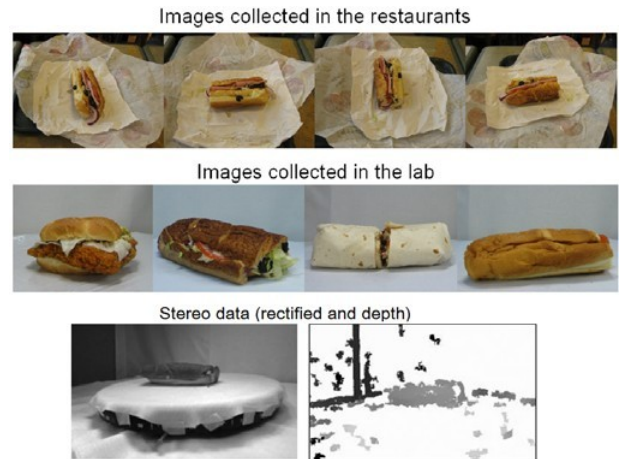 Images collected in the restaurants
Images collected in the lab
Stereo data (rectified and depth)